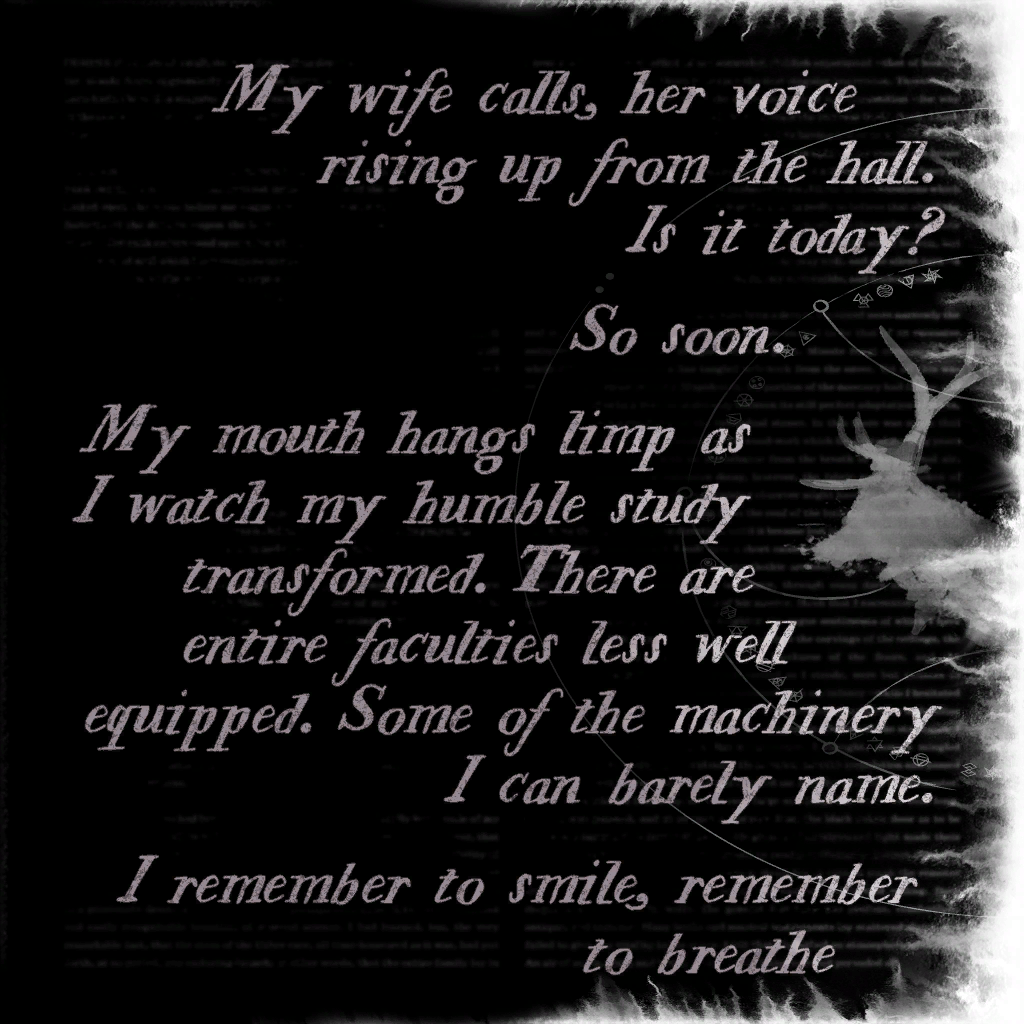 My wife calls, her voice
rising up from the hall.
Is it today?
So soon.
My mouth hangs limp as
I watch my humble study
transformed. There are
entire faculties less well
equipped. Some of the machinery
I can barely name.
I remember to smile, remember
to breathe